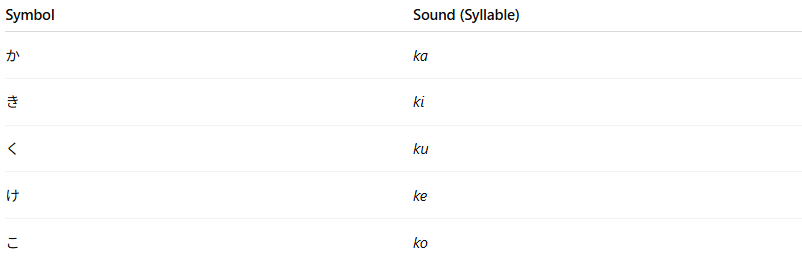 Symbol Sound (Syllable)
か ka
き ki
く ku
け ke
こ ko